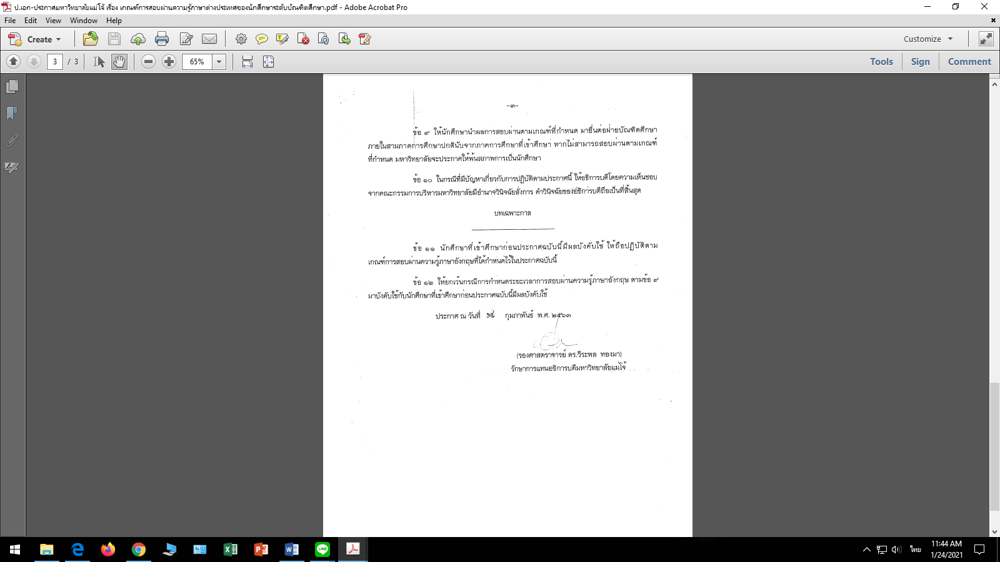 ป.เอก-ประกาศมหาวิทยาลัยแม่โจ้ เรื่อง เกณฑ์การสอบผ่านความรู้ภาษาต่างประเทศของนักศึกษาระดับบัณฑิตศึกษา.pdf - Adobe Acrobat Pro
File Edit View Window Help
Create Customize
3 / 3 65% Tools Sign Comment
-๓-
ข้อ ๙ ให้นักศึกษานำผลการสอบผ่านตามเกณฑ์ที่กำหนด มายื่นต่อฝ่ายบัณฑิตศึกษา
ภายในสามภาคการศึกษาปกตินับจากภาคการศึกษาที่เข้าศึกษา หากไม่สามารถสอบผ่านตามเกณฑ์
ที่กำหนด มหาวิทยาลัยจะประกาศให้พ้นสภาพการเป็นนักศึกษา
ข้อ ๑๐ ในกรณีที่มีปัญหาเกี่ยวกับการปฏิบัติตามประกาศนี้ ให้อธิการบดีโดยความเห็นชอบ
จากคณะกรรมการบริหารมหาวิทยาลัยมีอำนาจวินิจฉัยสั่งการ คำวินิจฉัยของอธิการบดีถือเป็นที่สิ้นสุด
บทเฉพาะกาล
ข้อ ๑๑ นักศึกษาที่เข้าศึกษาก่อนประกาศฉบับนี้มีผลบังคับใช้ ให้ถือปฏิบัติตาม
เกณฑ์การสอบผ่านความรู้ภาษาอังกฤษที่ได้กำหนดไว้ในประกาศฉบับนี้
ข้อ ๑๒ ให้ยกเว้นกรณีการกำหนดระยะเวลาการสอบผ่านความรู้ภาษาอังกฤษ ตามข้อ ๙
มาบังคับใช้กับนักศึกษาที่เข้าศึกษาก่อนประกาศฉบับนี้มีผลบังคับใช้
ประกาศ ณ วันที่ กุมภาพันธ์ พ.ศ. ๒๕๖๓
(รองศาสตราจารย์ ดร.วีระพล ทองมา)
รักษาการแทนอธิการบดีมหาวิทยาลัยแม่โจ้
ไทย 11:44 AM
1/24/2021